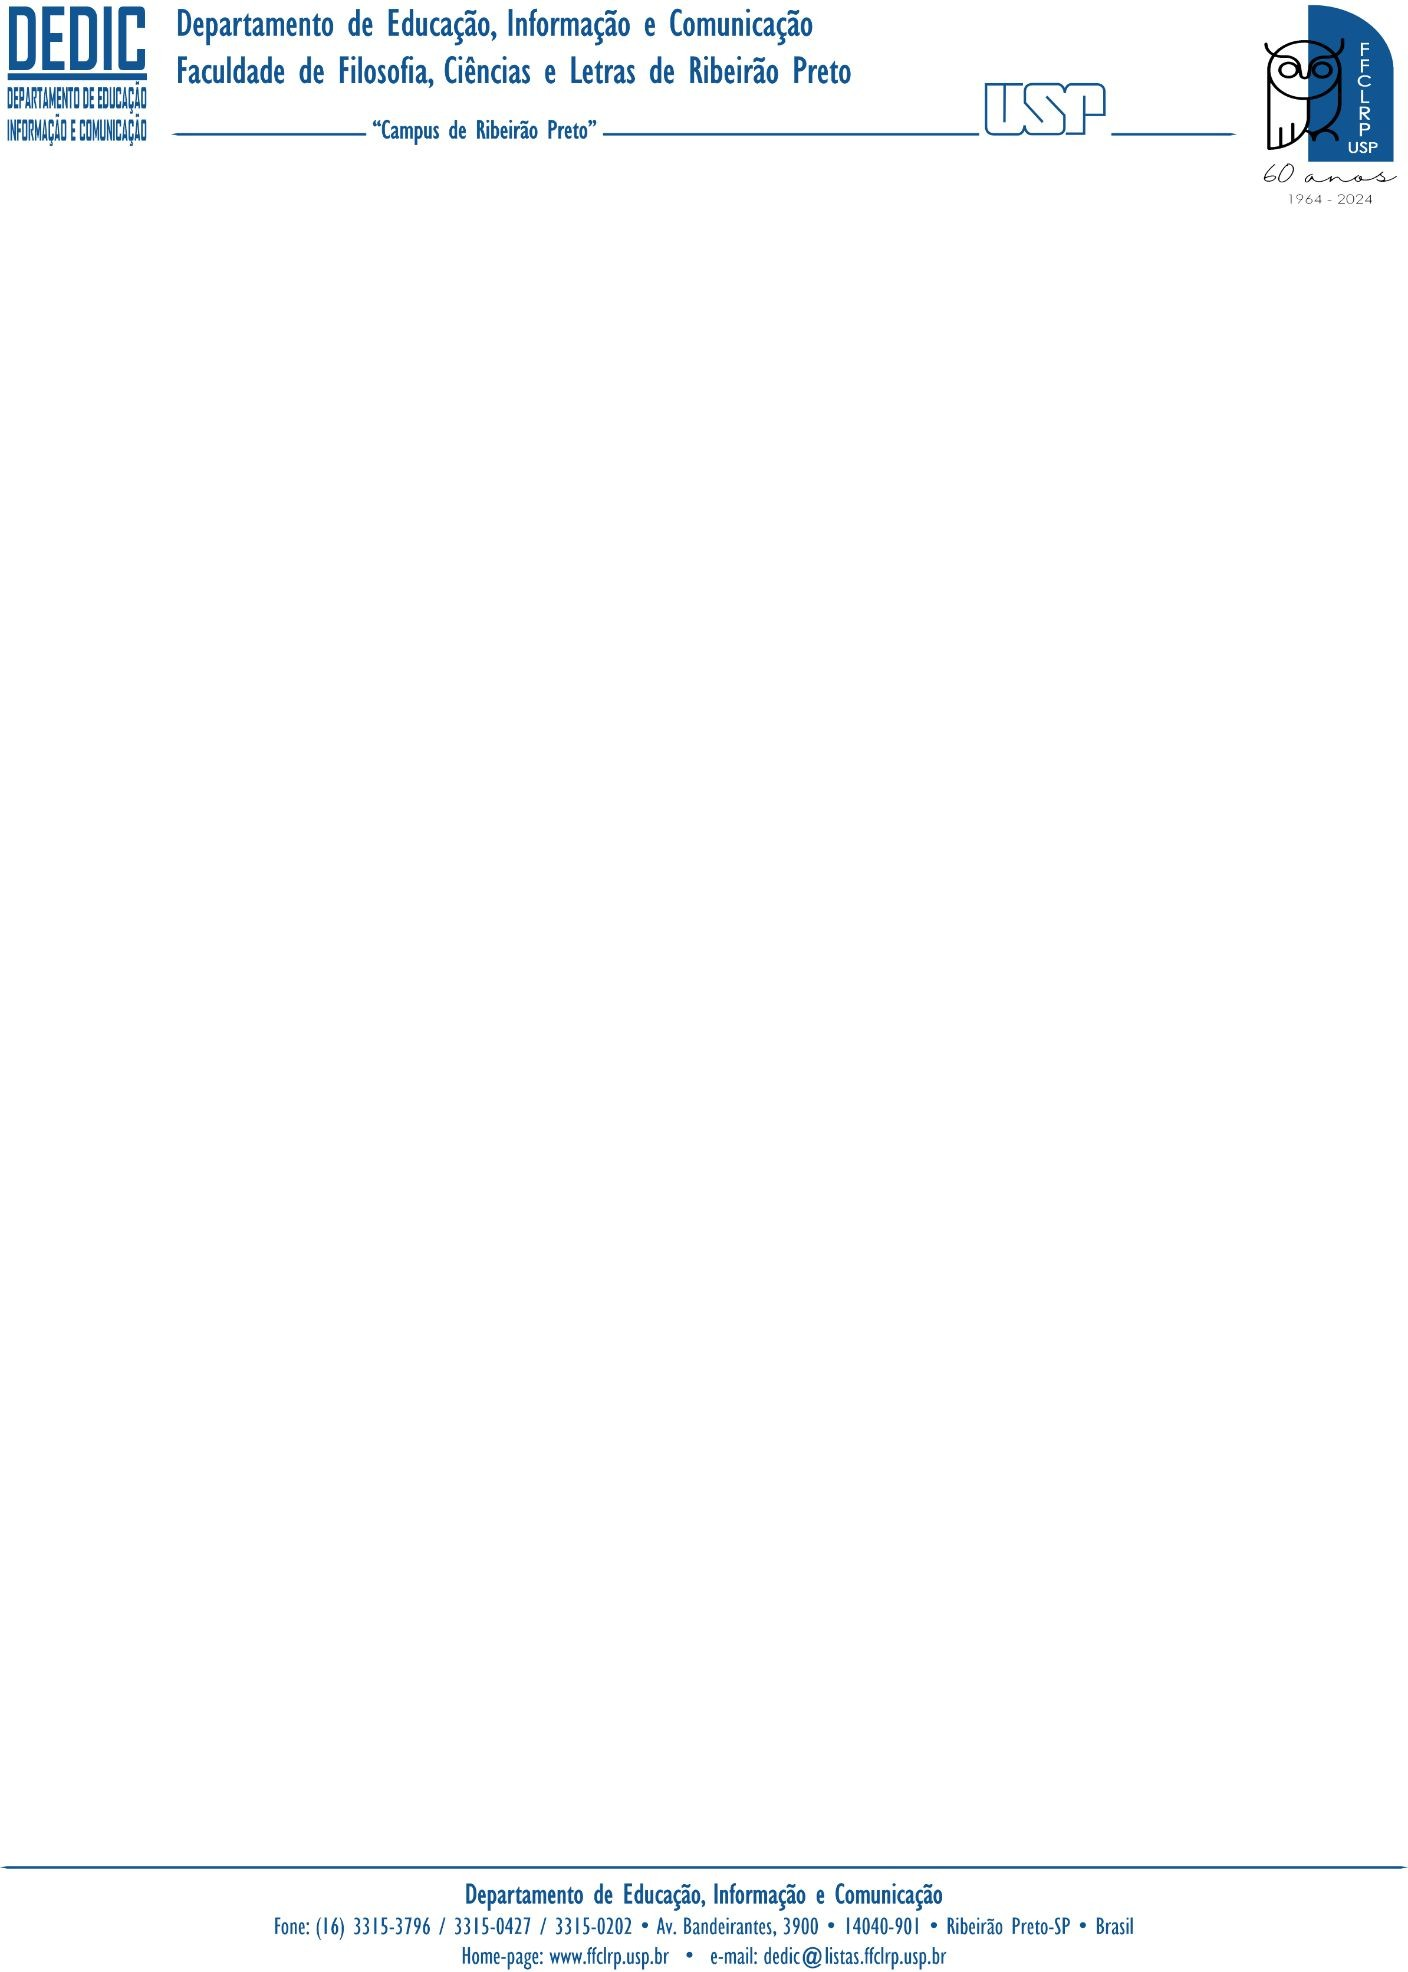 DEDIC
DEPARTAMENTO DE EDUCAÇÃO
INFORMAÇÃO E COMUNICAÇÃO
Departamento de Educação, Informação e Comunicação
Faculdade de Filosofia, Ciências e Letras de Ribeirão Preto
“Campus de Ribeirão Preto”
USP
F
F
C
L
R
P
USP
60 anos
1964 - 2024
Departamento de Educação, Informação e Comunicação
Fone: (16) 3315-3796 / 3315-0427 / 3315-0202 • Av. Bandeirantes, 3900 • 14040-901 • Ribeirão Preto-SP • Brasil
Home-page: www.ffclrp.usp.br • e-mail: dedic@listas.ffclrp.usp.br